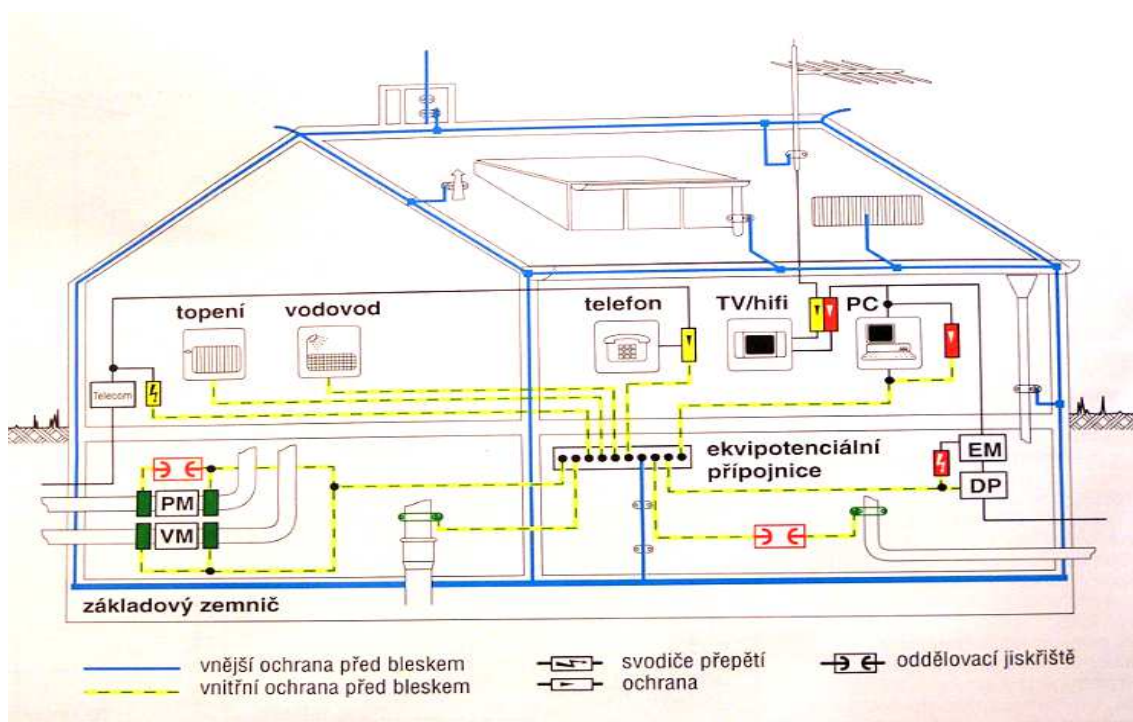 topení
vodovod
telefon
TV/hifi
PC
Telecom
ekvipotenciální
přípojnice
EM
DP
PM
VM
základový zemnič
vnější ochrana před bleskem
svodiče přepětí
oddělovací jiskřiště
vnitřní ochrana před bleskem
ochrana